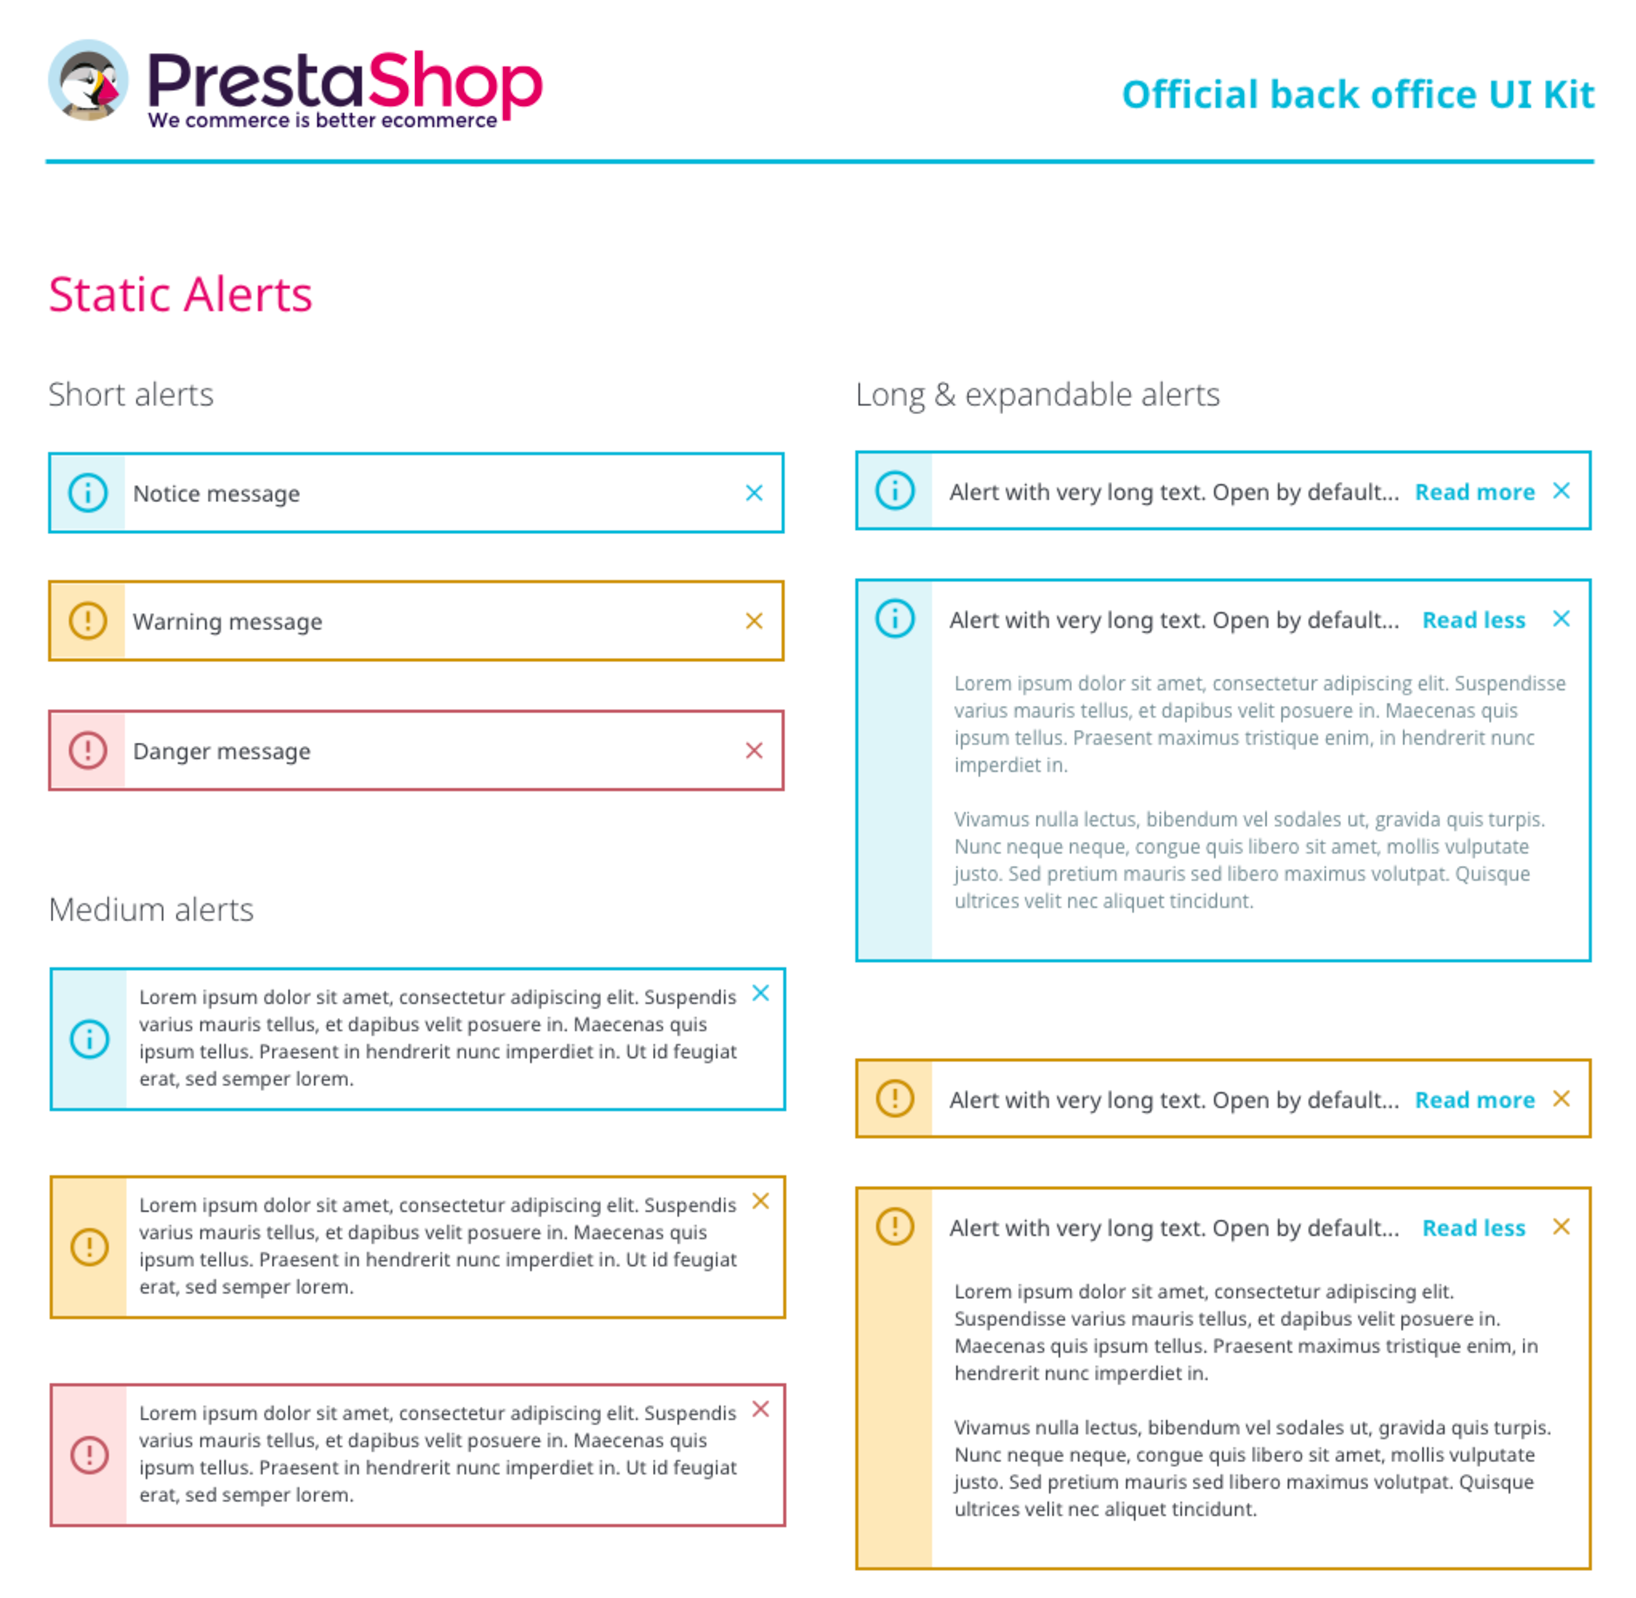 PrestaShop
We commerce is better ecommerce
Official back office UI Kit
Static Alerts
Short alerts
Notice message
Warning message
Danger message
Medium alerts
Lorem ipsum dolor sit amet, consectetur adipiscing elit. Suspendis
varius mauris tellus, et dapibus velit posuere in. Maecenas quis
ipsum tellus. Praesent in hendrerit nunc imperdiet in. Ut id feugiat
erat, sed semper lorem.
Lorem ipsum dolor sit amet, consectetur adipiscing elit. Suspendis
varius mauris tellus, et dapibus velit posuere in. Maecenas quis
ipsum tellus. Praesent in hendrerit nunc imperdiet in. Ut id feugiat
erat, sed semper lorem.
Lorem ipsum dolor sit amet, consectetur adipiscing elit. Suspendis
varius mauris tellus, et dapibus velit posuere in. Maecenas quis
ipsum tellus. Praesent in hendrerit nunc imperdiet in. Ut id feugiat
erat, sed semper lorem.
Long & expandable alerts
Alert with very long text. Open by default... Read more
Alert with very long text. Open by default... Read less
Lorem ipsum dolor sit amet, consectetur adipiscing elit. Suspendisse
varius mauris tellus, et dapibus velit posuere in. Maecenas quis
ipsum tellus. Praesent maximus tristique enim, in hendrerit nunc
imperdiet in.
Vivamus nulla lectus, bibendum vel sodales ut, gravida quis turpis.
Nunc neque neque, congue quis libero sit amet, mollis vulputate
justo. Sed pretium mauris sed libero maximus volutpat. Quisque
ultrices velit nec aliquet tincidunt.
Alert with very long text. Open by default... Read more
Alert with very long text. Open by default... Read less
Lorem ipsum dolor sit amet, consectetur adipiscing elit.
Suspendisse varius mauris tellus, et dapibus velit posuere in.
Maecenas quis ipsum tellus. Praesent maximus tristique enim, in
hendrerit nunc imperdiet in.
Vivamus nulla lectus, bibendum vel sodales ut, gravida quis turpis.
Nunc neque neque, congue quis libero sit amet, mollis vulputate
justo. Sed pretium mauris sed libero maximus volutpat. Quisque
ultrices velit nec aliquet tincidunt.